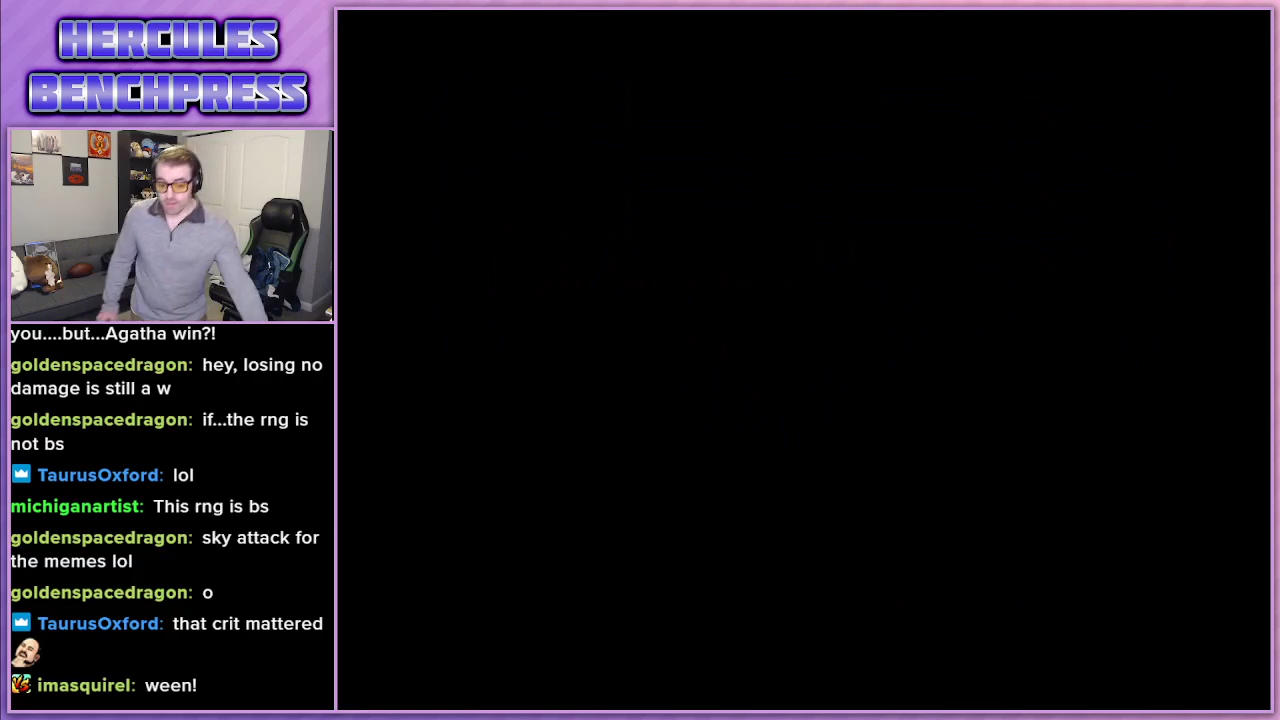 HERCULES
BENCHPRESS
you....but...Agatha win?!
goldenspacedragon: hey, losing no
damage is still a w
goldenspacedragon: if...the rng is
not bs
TaurusOxford: lol
michiganartist: This rng is bs
goldenspacedragon: sky attack for
the memes lol
goldenspacedragon: o
TaurusOxford: that crit mattered
imasquirel: ween!